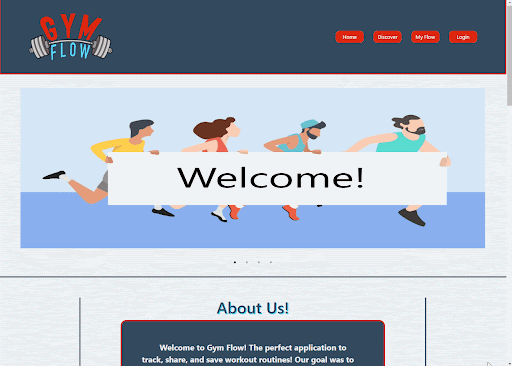 GYM
FLOW
Home
Discover
My Flow
Login
Welcome!
About Us!
Welcome to Gym Flow! The perfect application to
track, share, and save workout routines! Our goal was to